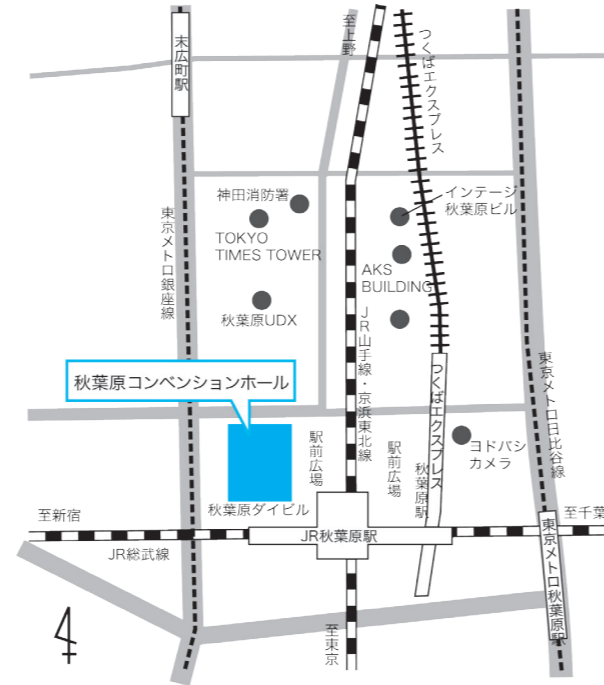 末広町駅
至上野
つくばエクスプレス
神田消防署
TOKYO
TIMES TOWER
インテージ
秋葉原ビル
東京メトロ銀座線
AKS
BUILDING
秋葉原UDX
JR山手線・京浜東北線
秋葉原コンベンションホール
つくばエクスプレス
秋葉原駅
東京メトロ日比谷線
駅前広場
駅前広場
ヨドバシ
カメラ
秋葉原ダイビル
至新宿
至千葉
JR秋葉原駅
東京メトロ秋葉原駅
JR総武線
至東京